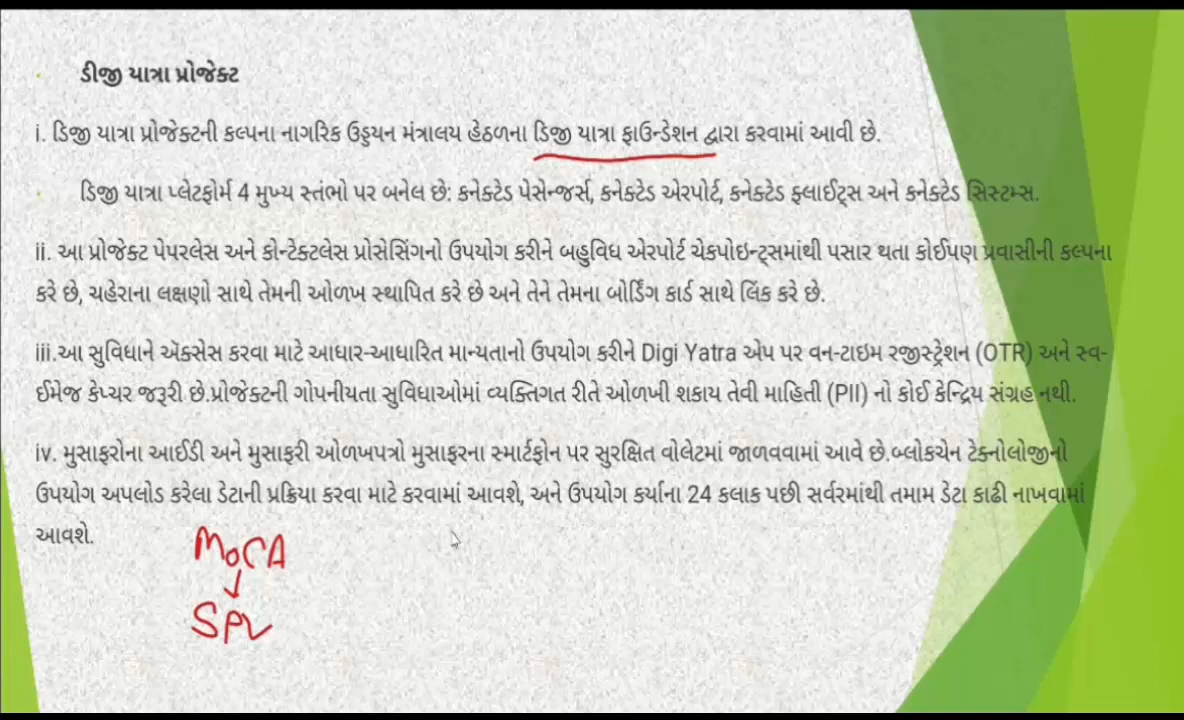 ડીજી યાત્રા પ્રોજેક્ટ
i. ડિજી યાત્રા પ્રોજેક્ટની કલ્પના નાગરિક ઉડ્ડયન મંત્રાલય હેઠળના ડિજી યાત્રા ફાઉન્ડેશન દ્વારા કરવામાં આવી છે.
ડિજી યાત્રા પ્લેટફોર્મ 4 મુખ્ય સ્તંભો પર બનેલ છે: કનેક્ટેડ પેસેન્જર્સ, કનેક્ટેડ એરપોર્ટ, કનેક્ટેડ ફ્લાઈટ્સ અને કનેક્ટેડ સિસ્ટમ્સ.
ii. આ પ્રોજેક્ટ પેપરલેસ અને કોન્ટેક્ટલેસ પ્રોસેસિંગનો ઉપયોગ કરીને બહુવિધ એરપોર્ટ ચેકપોઇન્ટ્સમાંથી પસાર થતા કોઈપણ પ્રવાસીની કલ્પના
કરે છે, ચહેરાના લક્ષણો સાથે તેમની ઓળખ સ્થાપિત કરે છે અને તેને તેમના બોર્ડિંગ કાર્ડ સાથે લિંક કરે છે.
iii.આ સુવિધાને ઍક્સેસ કરવા માટે આધાર-આધારિત માન્યતાનો ઉપયોગ કરીને Digi Yatra એપ પર વન-ટાઇમ રજીસ્ટ્રેશન (OTR) અને સ્વ-
ઈમેજ કેપ્ચર જરૂરી છે.પ્રોજેક્ટની ગોપનીયતા સુવિધાઓમાં વ્યક્તિગત રીતે ઓળખી શકાય તેવી માહિતી (PII) નો કોઈ કેન્દ્રિય સંગ્રહ નથી.
iv. મુસાફરોના આઈડી અને મુસાફરી ઓળખપત્રો મુસાફરના સ્માર્ટફોન પર સુરક્ષિત વોલેટમાં જાળવવામાં આવે છે.બ્લોકચેન ટેક્નોલોજીનો
ઉપયોગ અપલોડ કરેલા ડેટાની પ્રક્રિયા કરવા માટે કરવામાં આવશે, અને ઉપયોગ કર્યાના 24 કલાક પછી સર્વરમાંથી તમામ ડેટા કાઢી નાખવામાં
આવશે.
MoCA
SPV